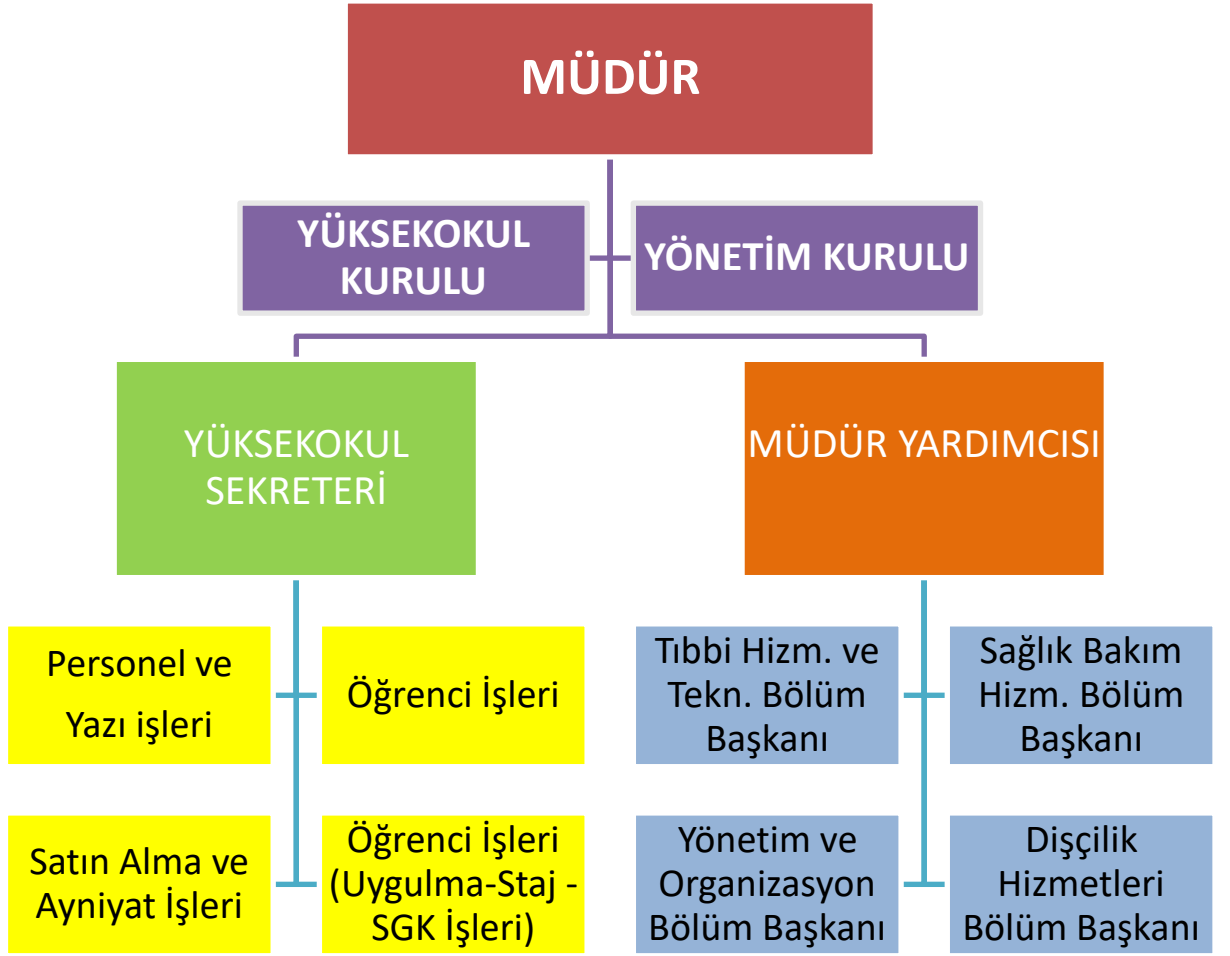 MÜDÜR
YÜKSEKOKUL
KURULU
YÖNETİM KURULU
YÜKSEKOKUL
SEKRETERİ
MÜDÜR YARDIMCISI
Personel ve
Yazı işleri
Öğrenci İşleri
Satın Alma ve
Ayniyat İşleri
Öğrenci İşleri
(Uygulma-Staj -
SGK İşleri)
Tıbbi Hizm. ve
Tekn. Bölüm
Başkanı
Sağlık Bakım
Hizm. Bölüm
Başkanı
Yönetim ve
Organizasyon
Bölüm Başkanı
Dişçilik
Hizmetleri
Bölüm Başkanı